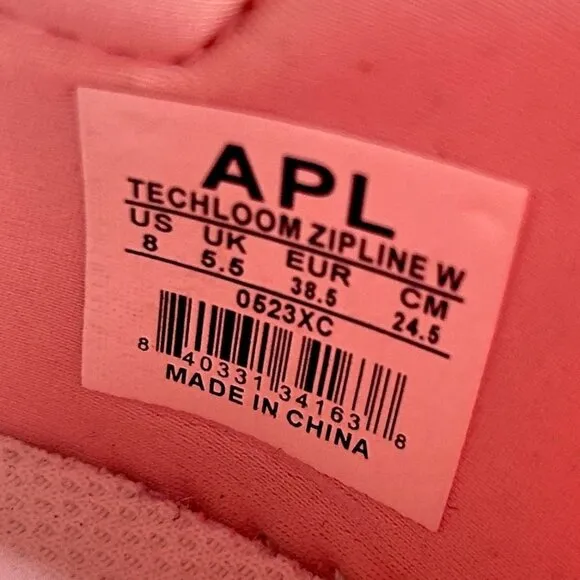 APL
TECHLOOM ZIPLINE W
US UK EUR CM
8 5.5 38.5 24.5
0523XC
8 40331 34163 8
MADE IN CHINA